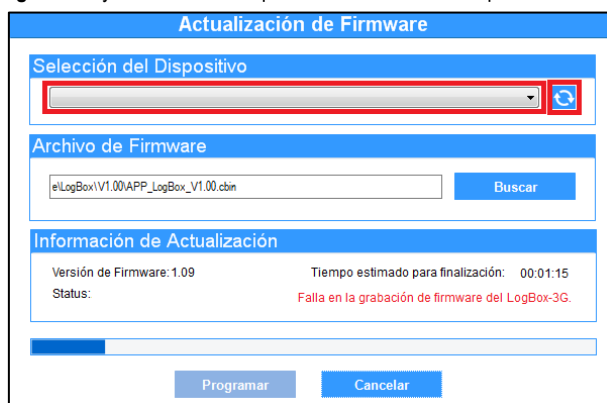 Actualización de Firmware
Selección del Dispositivo
Archivo de Firmware
e\LogBox\V1.00\APP_LogBox_V1.00.cbin
Buscar
Información de Actualización
Versión de Firmware: 1.09 Tiempo estimado para finalización: 00:01:15
Status: Falla en la grabación de firmware del LogBox-3G.
Programar Cancelar